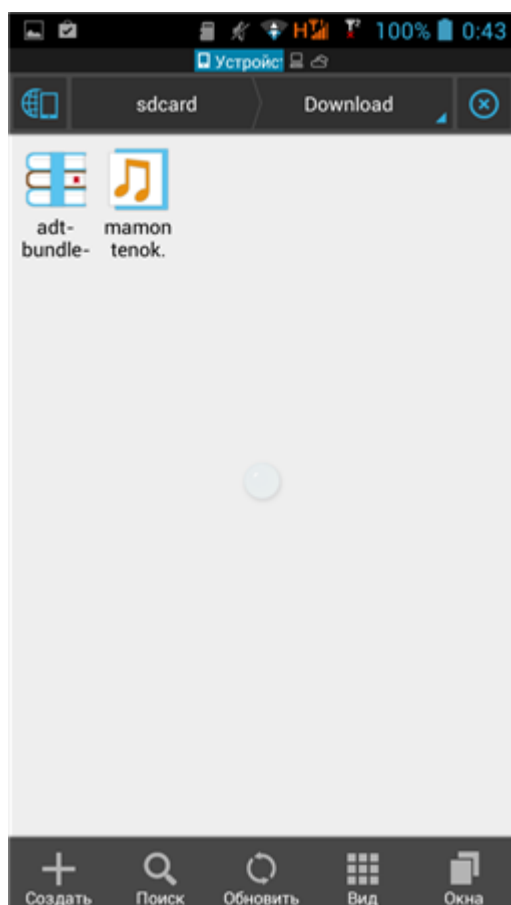 H 100% 0:43
Устройст
sdcard Download
adt-
bundle-
mamon
tenok.
Создать Поиск Обновить Вид Окна